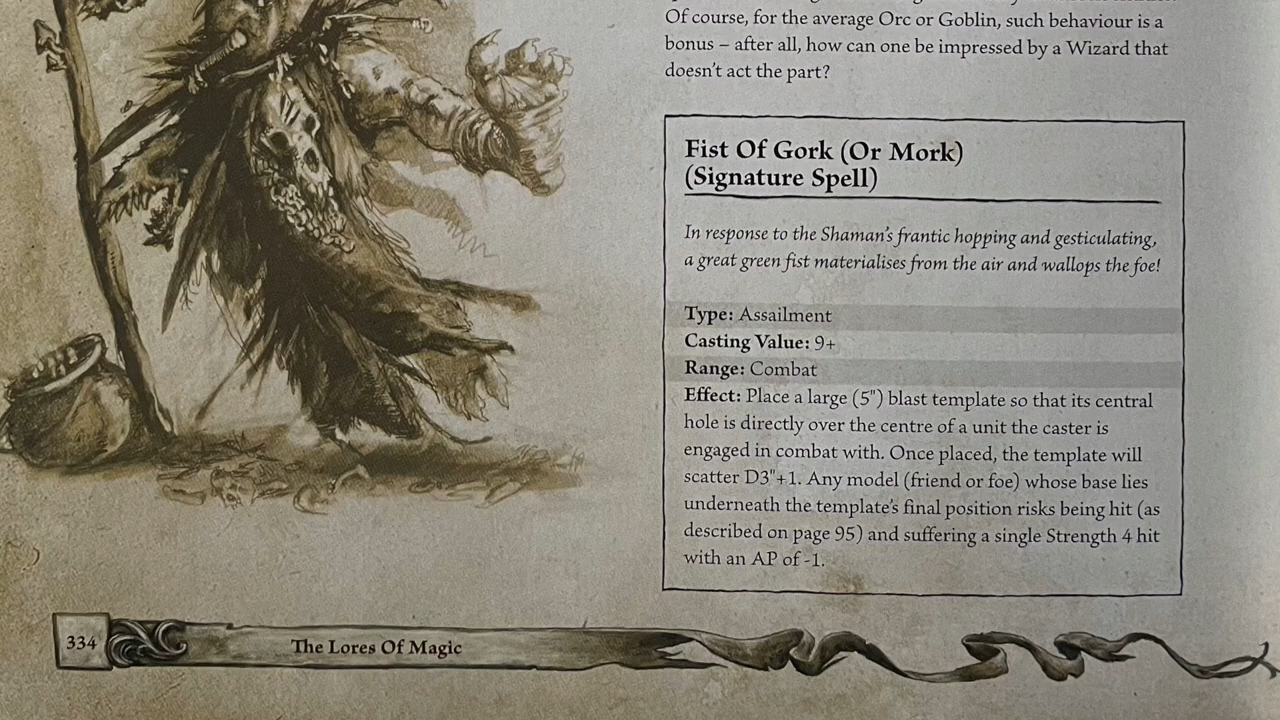 Of course, for the average Orc or Goblin, such behaviour is a
bonus – after all, how can one be impressed by a Wizard that
doesn't act the part?
Fist Of Gork (Or Mork)
(Signature Spell)
In response to the Shaman's frantic hopping and gesticulating,
a great green fist materialises from the air and wallops the foe!
Type: Assailment
Casting Value: 9+
Range: Combat
Effect: Place a large (5") blast template so that its central
hole is directly over the centre of a unit the caster is
engaged in combat with. Once placed, the template will
scatter D3"+1. Any model (friend or foe) whose base lies
underneath the template's final position risks being hit (as
described on page 95) and suffering a single Strength 4 hit
with an AP of -1.
334
The Lores Of Magic